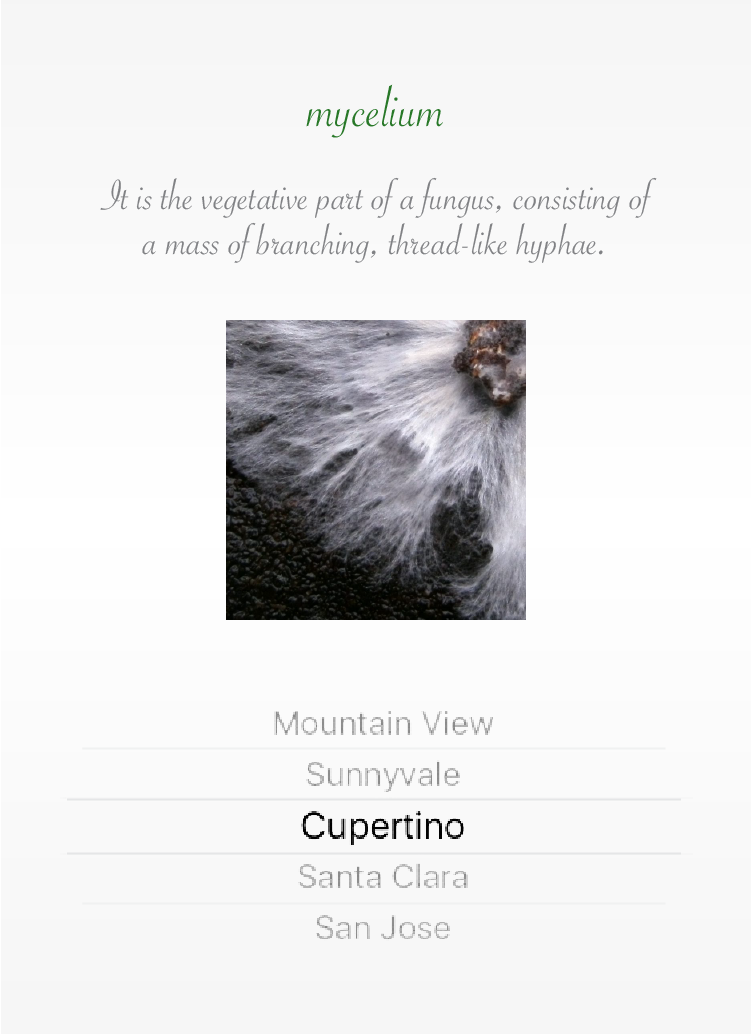 mycelium
It is the vegetative part of a fungus, consisting of
a mass of branching, thread-like hyphae.
Mountain View
Sunnyvale
Cupertino
Santa Clara
San Jose